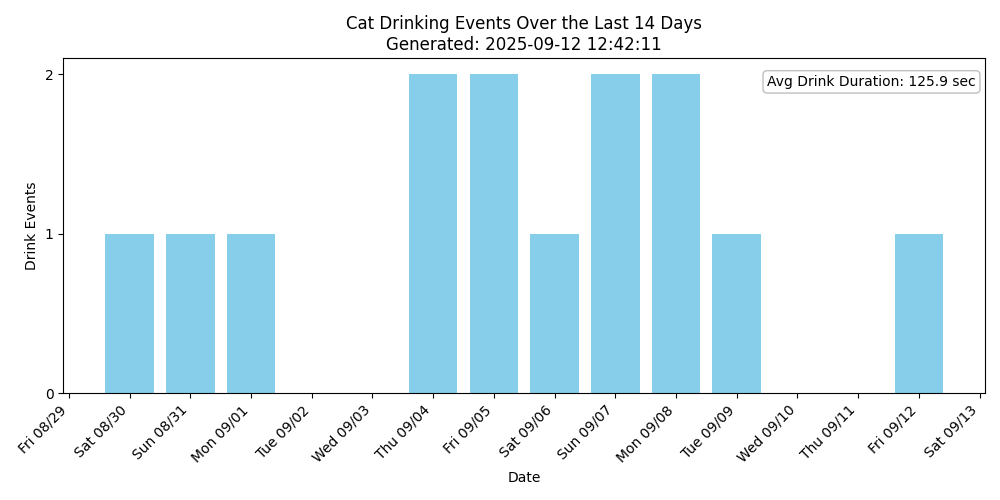 Cat Drinking Events Over the Last 14 Days
Generated: 2025-09-12 12:42:11
Avg Drink Duration: 125.9 sec
Drink Events
2
1
0
Fri 08/29
Sat 08/30
Sun 08/31
Mon 09/01
Tue 09/02
Wed 09/03
Thu 09/04
Fri 09/05
Sat 09/06
Sun 09/07
Mon 09/08
Tue 09/09
Wed 09/10
Thu 09/11
Fri 09/12
Sat 09/13
Date